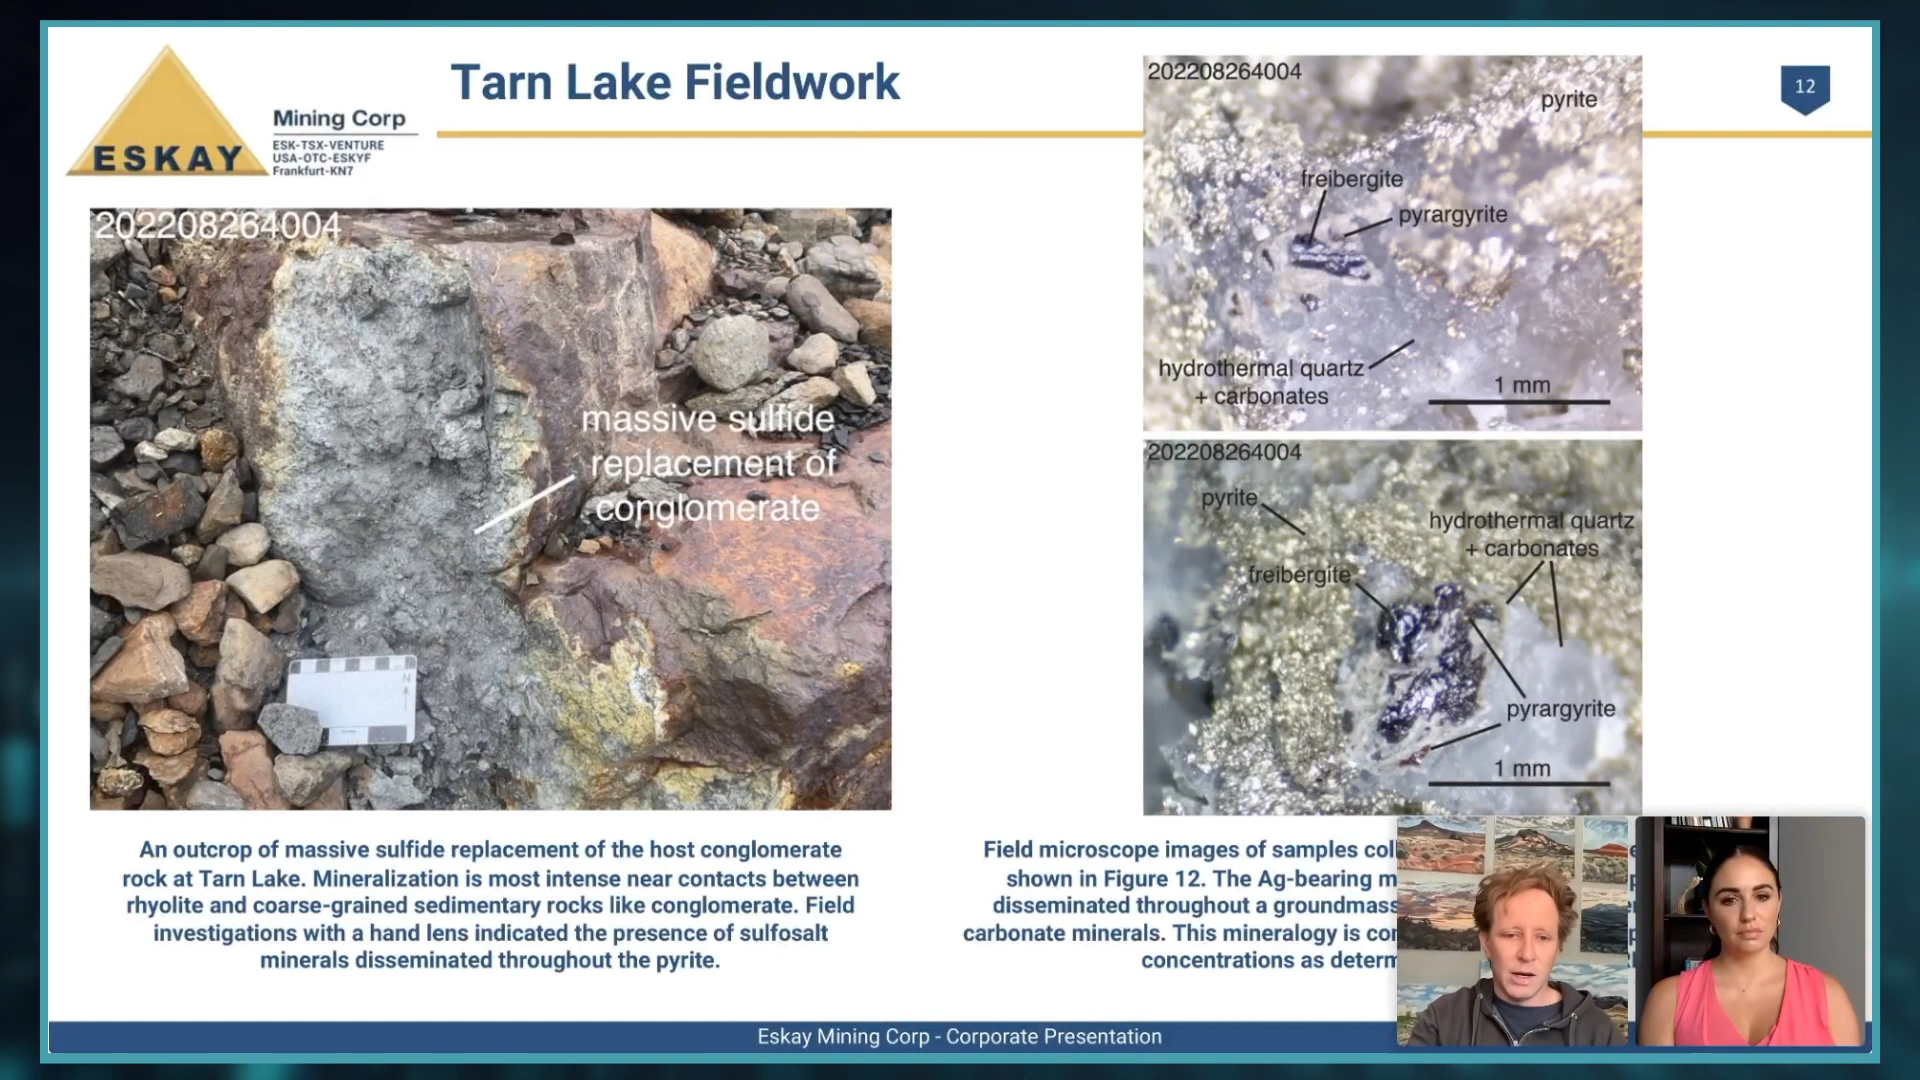 ESKAY
Mining Corp
ESK-TSX-VENTURE
USA-OTC-ESKYF
Frankfurt-KN7
Tarn Lake Fieldwork
12
202208264004
massive sulfide
replacement of
conglomerate
202208264004
pyrite
freibergite
pyrargyrite
hydrothermal quartz
+ carbonates
1 mm
202208264004
pyrite
hydrothermal quartz
+ carbonates
freibergite
pyrargyrite
1 mm
An outcrop of massive sulfide replacement of the host conglomerate
rock at Tarn Lake. Mineralization is most intense near contacts between
rhyolite and coarse-grained sedimentary rocks like conglomerate. Field
investigations with a hand lens indicated the presence of sulfosalt
minerals disseminated throughout the pyrite.
Field microscope images of samples
shown in Figure 12. The Ag-bearing
disseminated throughout a groundmass
carbonate minerals. This mineralogy is
concentrations as
Eskay Mining Corp - Corporate Presentation